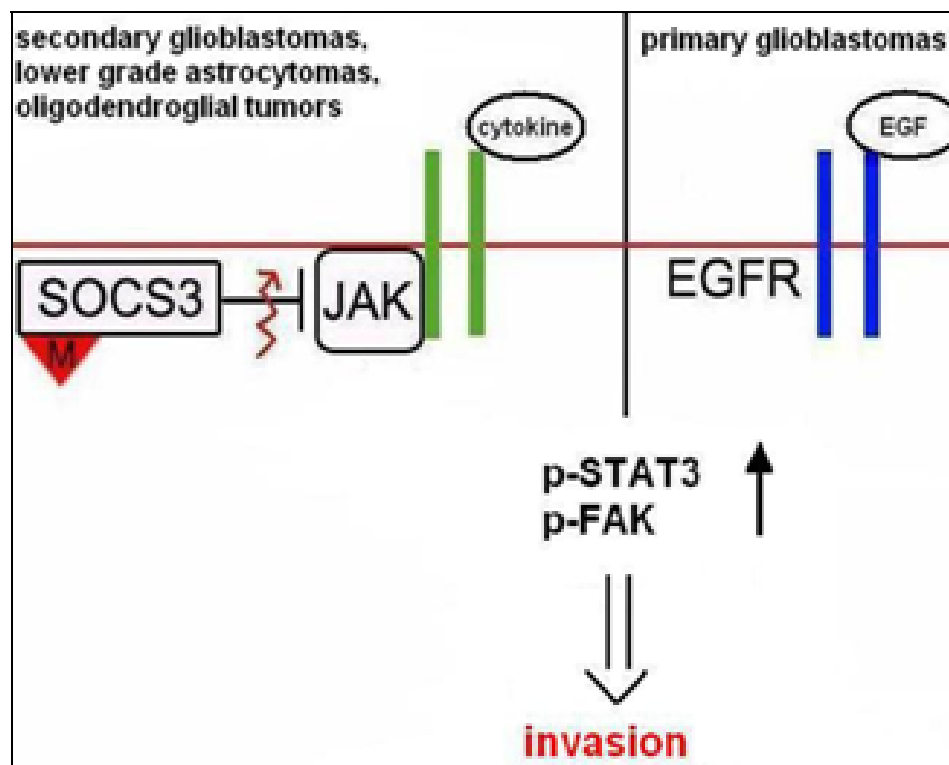 secondary glioblastomas,
lower grade astrocytomas,
oligodendroglial tumors
primary glioblastomas
cytokine
EGF
SOCS3
JAK
EGFR
M
p-STAT3
p-FAK
invasion